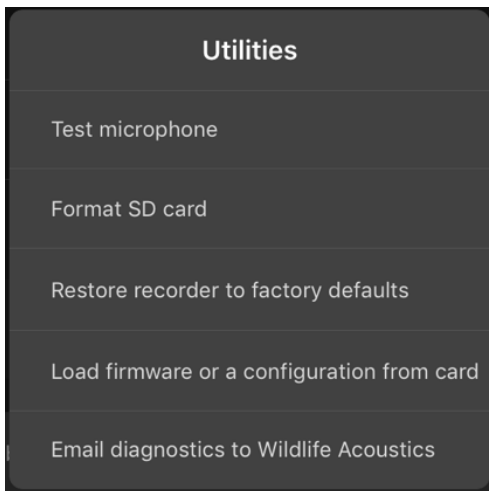 Utilities
Test microphone
Format SD card
Restore recorder to factory defaults
Load firmware or a configuration from card
Email diagnostics to Wildlife Acoustics